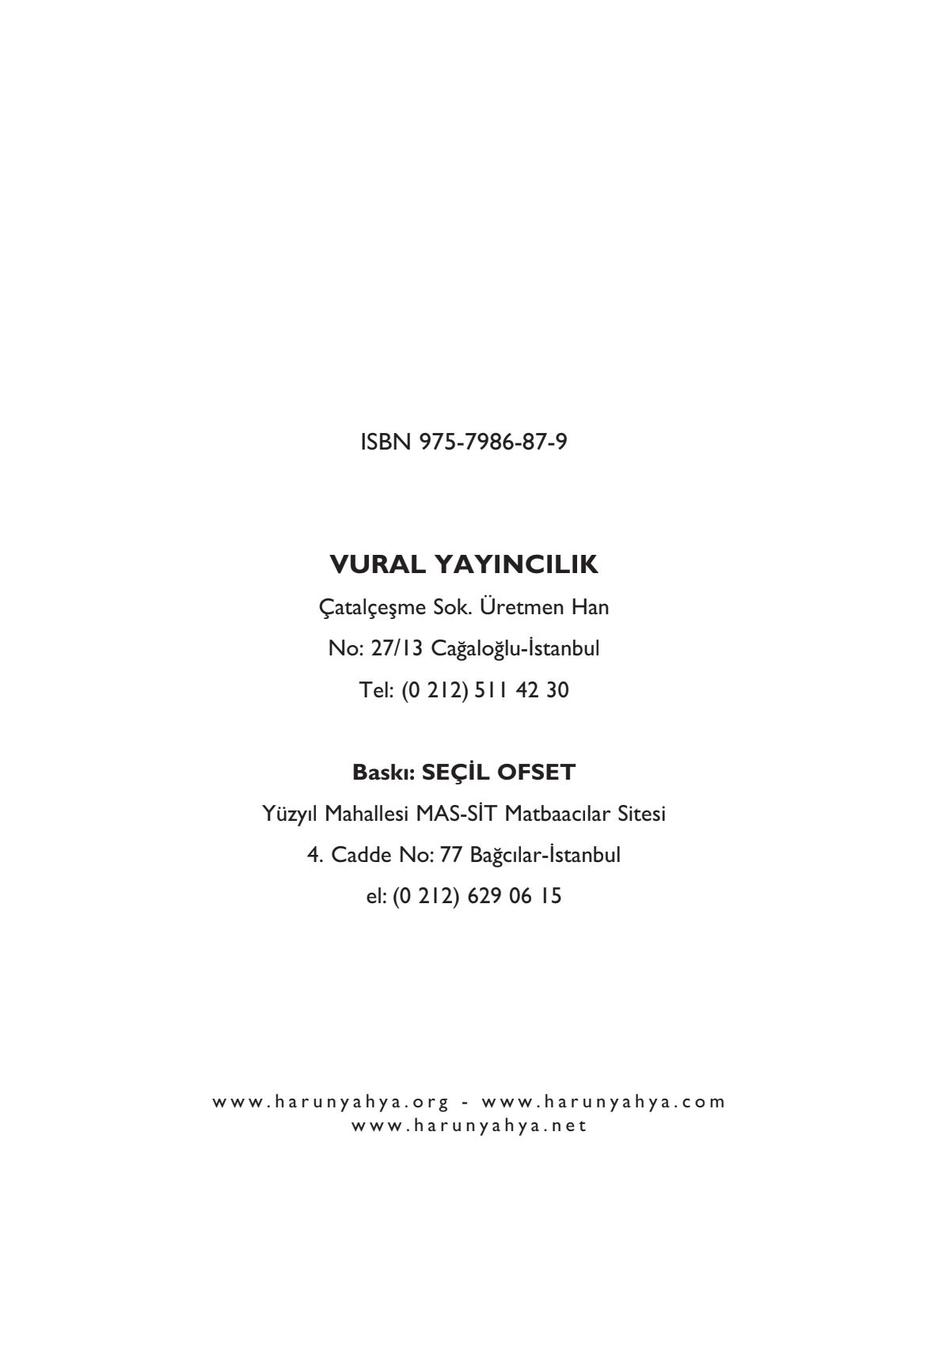 ISBN 975-7986-87-9
VURAL YAYINCILIK
Çatalçeşme Sok. Üretmen Han
No: 27/13 Cağaloğlu-İstanbul
Tel: (0 212) 511 42 30
Baskı: SEÇİL OFSET
Yüzyıl Mahallesi MAS-SİT Matbaacılar Sitesi
4. Cadde No: 77 Bağcılar-İstanbul
el: (0 212) 629 06 15
www.harunyahya.org - www.harunyahya.com
www.harunyahya.net